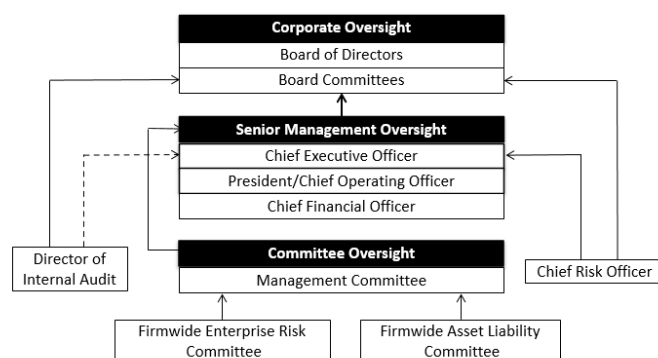 Corporate Oversight
Board of Directors
Board Committees
Senior Management Oversight
Chief Executive Officer
President/Chief Operating Officer
Chief Financial Officer
Director of
Internal Audit
Committee Oversight
Management Committee
Chief Risk Officer
Firmwide Enterprise Risk
Committee
Firmwide Asset Liability
Committee